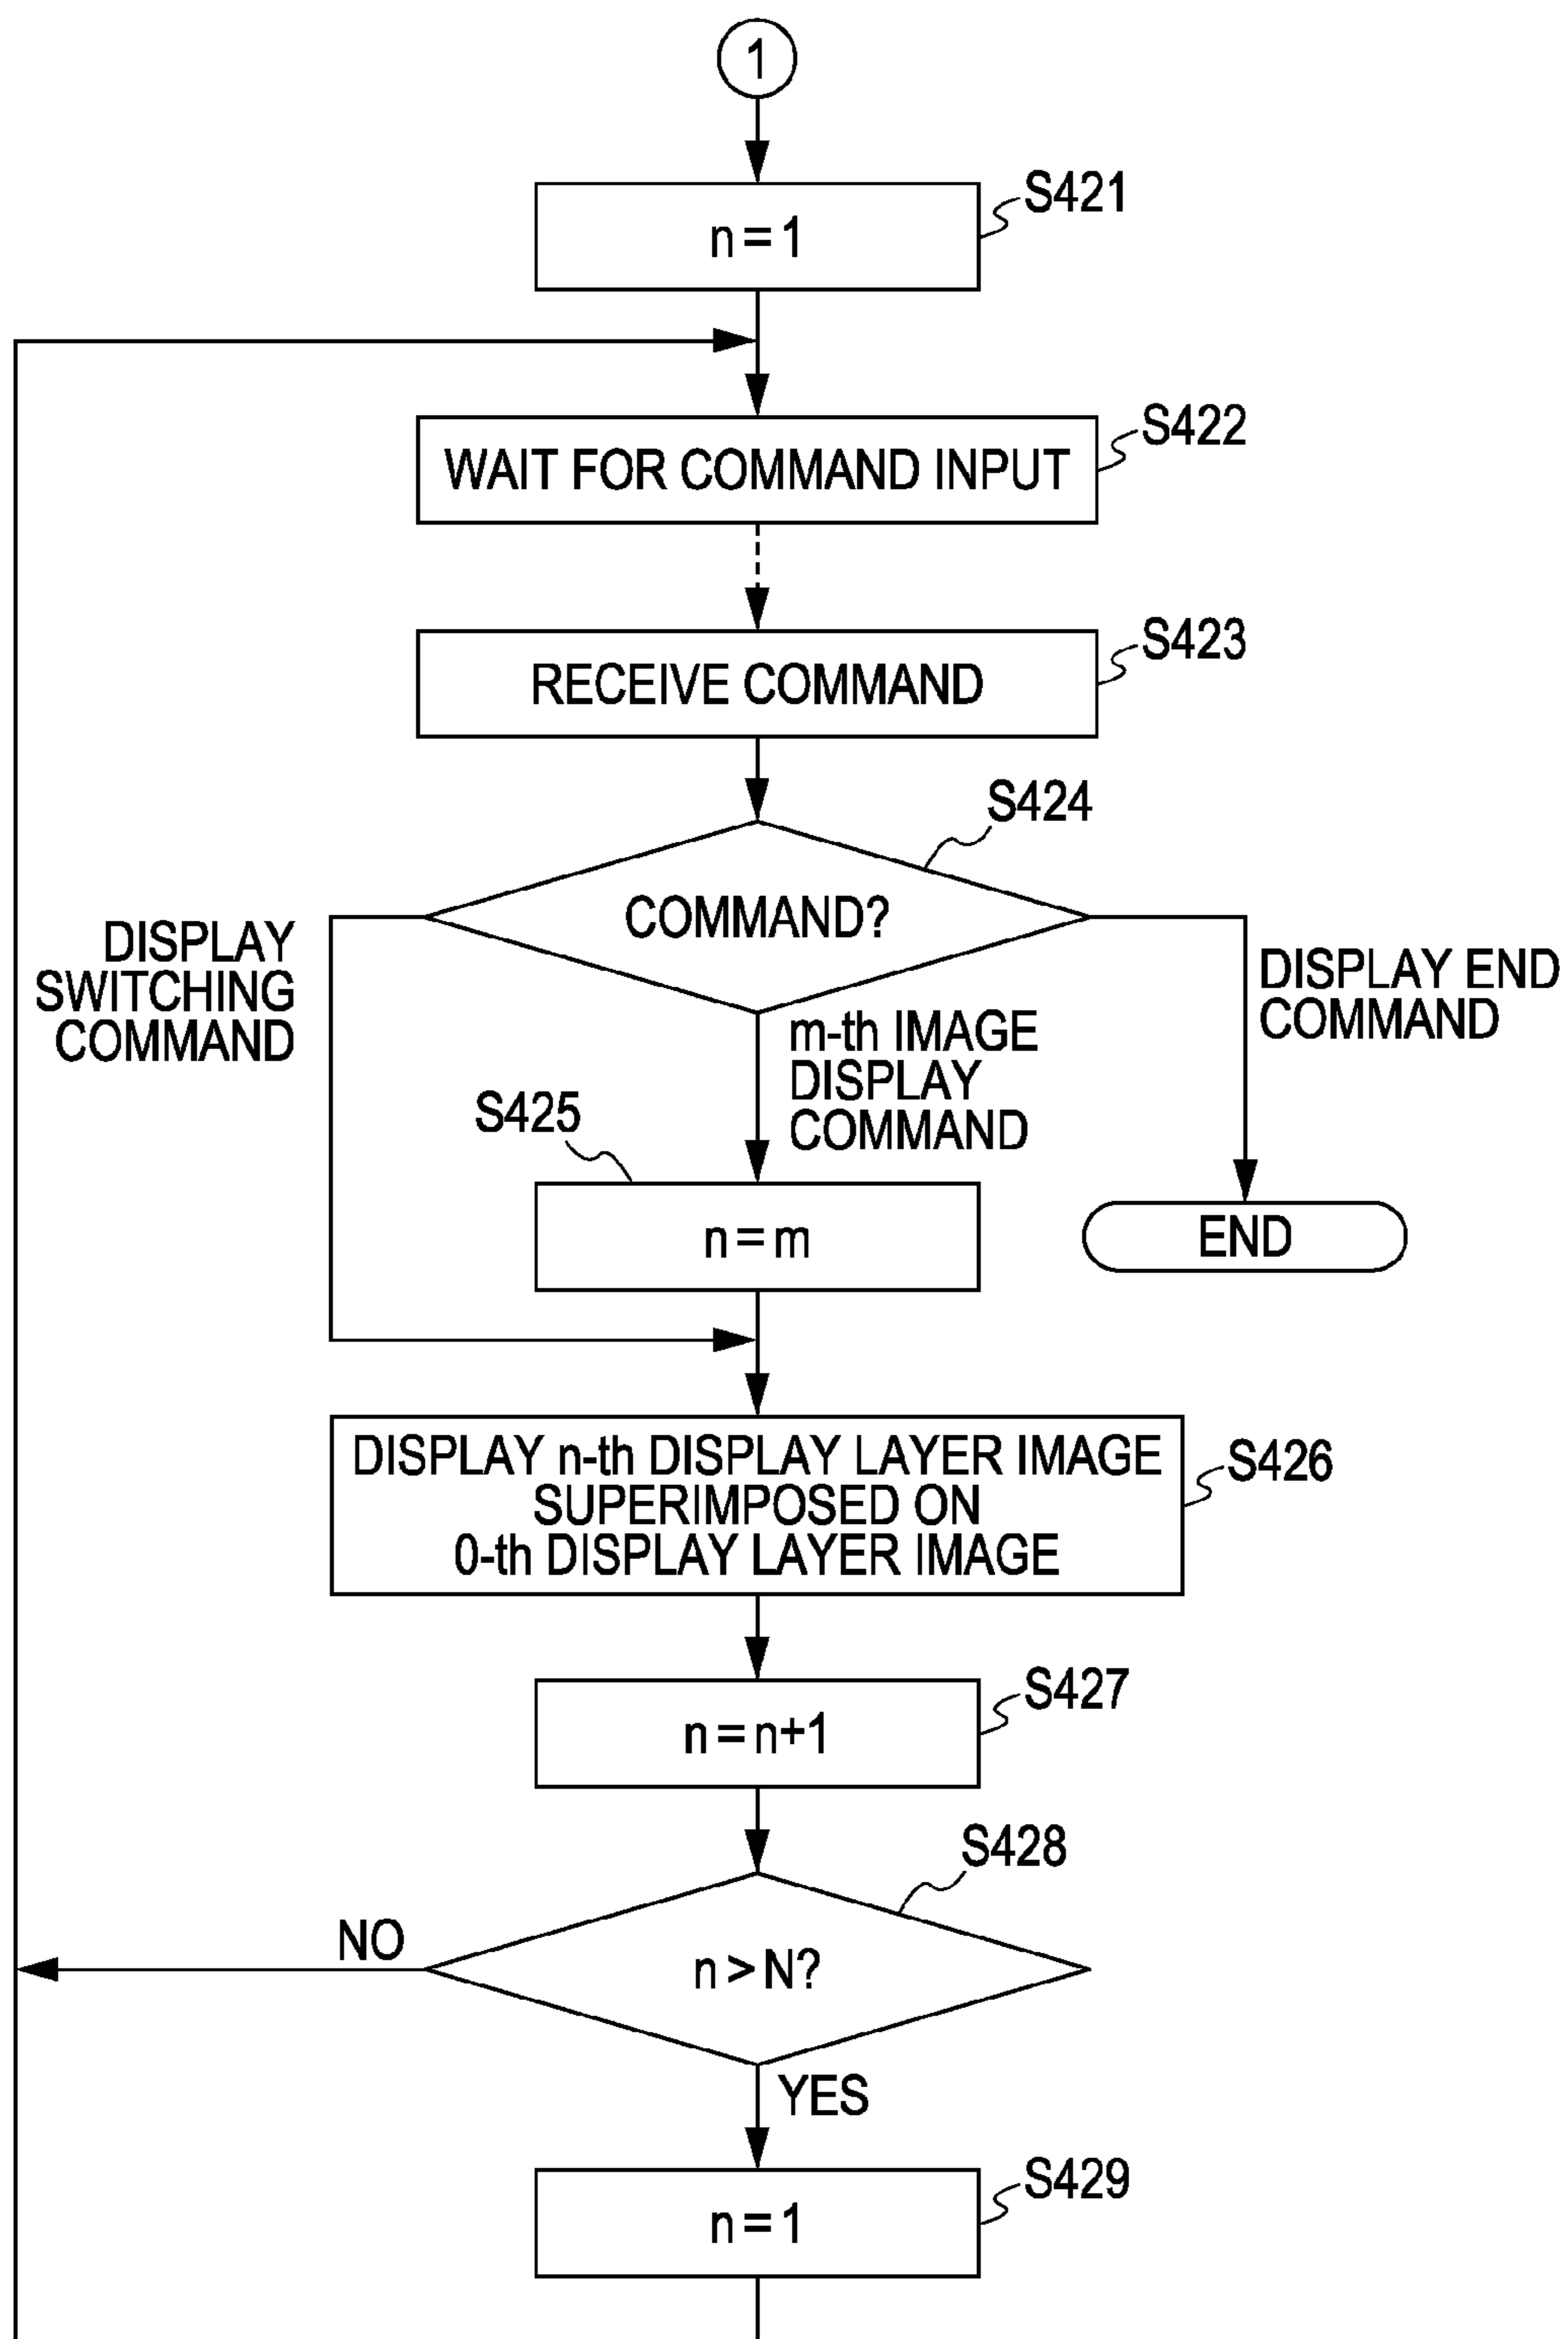 1
S421
n = 1
S422
WAIT FOR COMMAND INPUT
S423
RECEIVE COMMAND
S424
COMMAND?
DISPLAY
SWITCHING
COMMAND
DISPLAY END
COMMAND
m-th IMAGE
DISPLAY
COMMAND
S425
n = m
END
DISPLAY n-th DISPLAY LAYER IMAGE
SUPERIMPOSED ON
0-th DISPLAY LAYER IMAGE
S426
S427
n = n+1
S428
NO
n > N?
YES
S429
n = 1